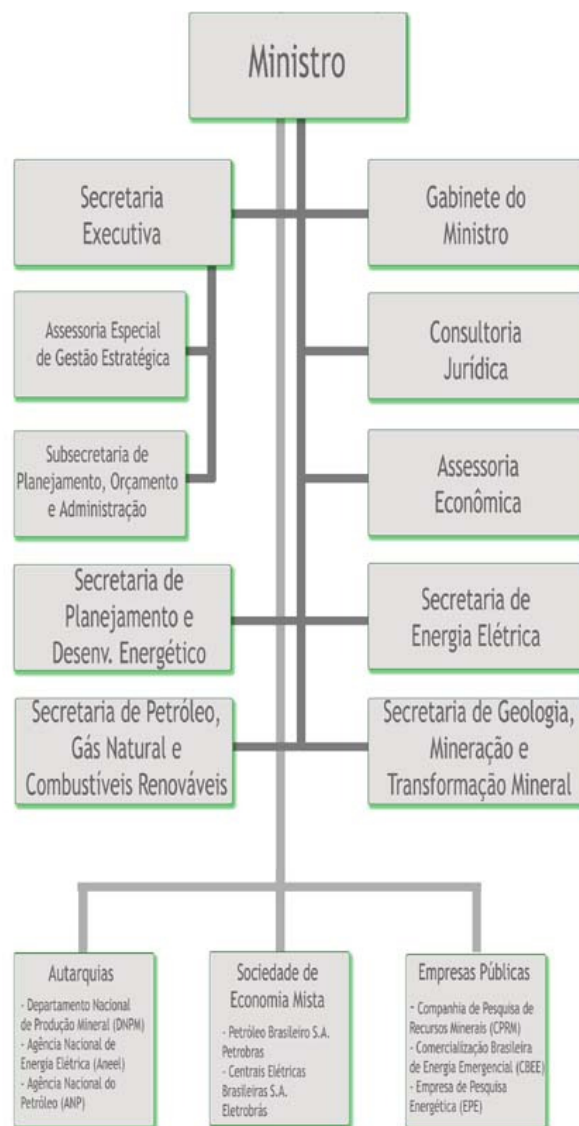 Ministro
Secretaria
Executiva
Gabinete do
Ministro
Assessoria Especial
de Gestão Estratégica
Consultoria
Jurídica
Subsecretaria de
Planejamento, Orçamento
e Administração
Assessoria
Econômica
Secretaria de
Planejamento e
Desenv. Energético
Secretaria de
Energia Elétrica
Secretaria de Petróleo,
Gás Natural e
Combustíveis Renováveis
Secretaria de Geologia,
Mineração e
Transformação Mineral
Autarquias
- Departamento Nacional
de Produção Mineral (DNPM)
- Agência Nacional de
Energia Elétrica (Aneel)
- Agência Nacional do
Petróleo (ANP)
Sociedade de
Economia Mista
- Petróleo Brasileiro S.A.
Petrobras
- Centrais Elétricas
Brasileiras S.A.
Eletrobrás
Empresas Públicas
- Companhia de Pesquisa de
Recursos Minerais (CPRM)
- Comercialização Brasileira
de Energia Emergencial (CBEE)
- Empresa de Pesquisa
Energética (EPE)